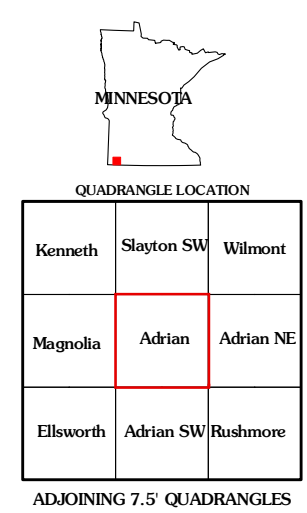 MINNESOTA
QUADRANGLE LOCATION
Kenneth Slayton SW Wilmont
Magnolia Adrian Adrian NE
Ellsworth Adrian SW Rushmore
ADJOINING 7.5' QUADRANGLES